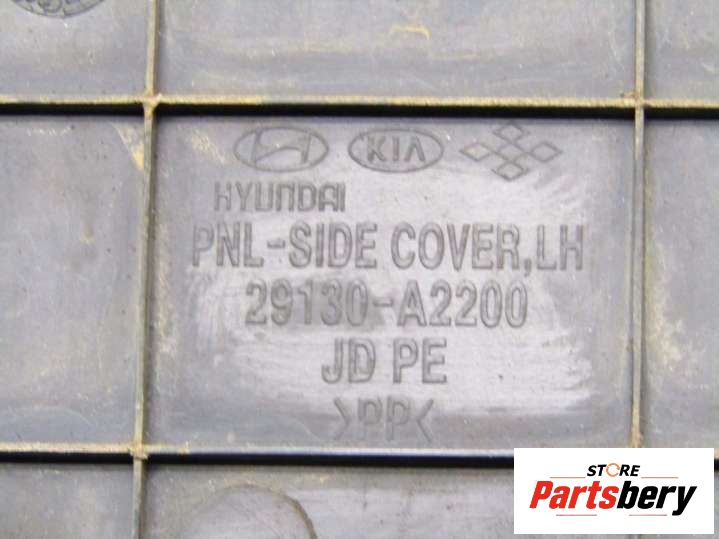 KIA
HYUNDAI
PNL-SIDE COVER,LH
29130-A2200
JD PE
>PP<
STORE
Partsbery